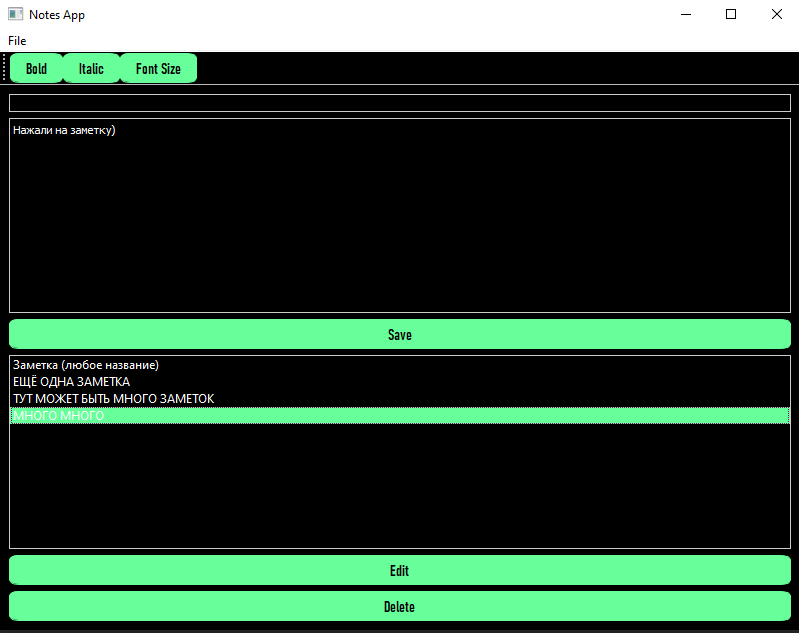 Notes App
File
Bold Italic Font Size
Нажали на заметку)
Save
Заметка (любое название)
ЕЩЁ ОДНА ЗАМЕТКА
ТУТ МОЖЕТ БЫТЬ МНОГО ЗАМЕТОК
МНОГО МНОГО
Edit
Delete